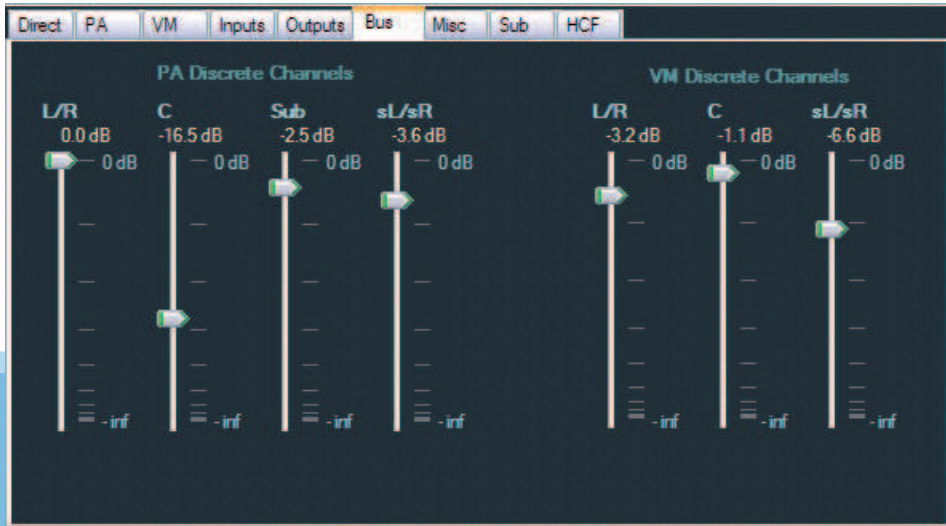 Direct PA VM Inputs Outputs Bus Misc Sub HCF
PA Discrete Channels
VM Discrete Channels
L/R C Sub sL/sR L/R C sL/sR
0.0 dB -16.5 dB -2.5 dB -3.6 dB -3.2 dB -1.1 dB -6.6 dB
0 dB 0 dB 0 dB 0 dB 0 dB 0 dB 0 dB
-inf -inf -inf -inf -inf -inf -inf